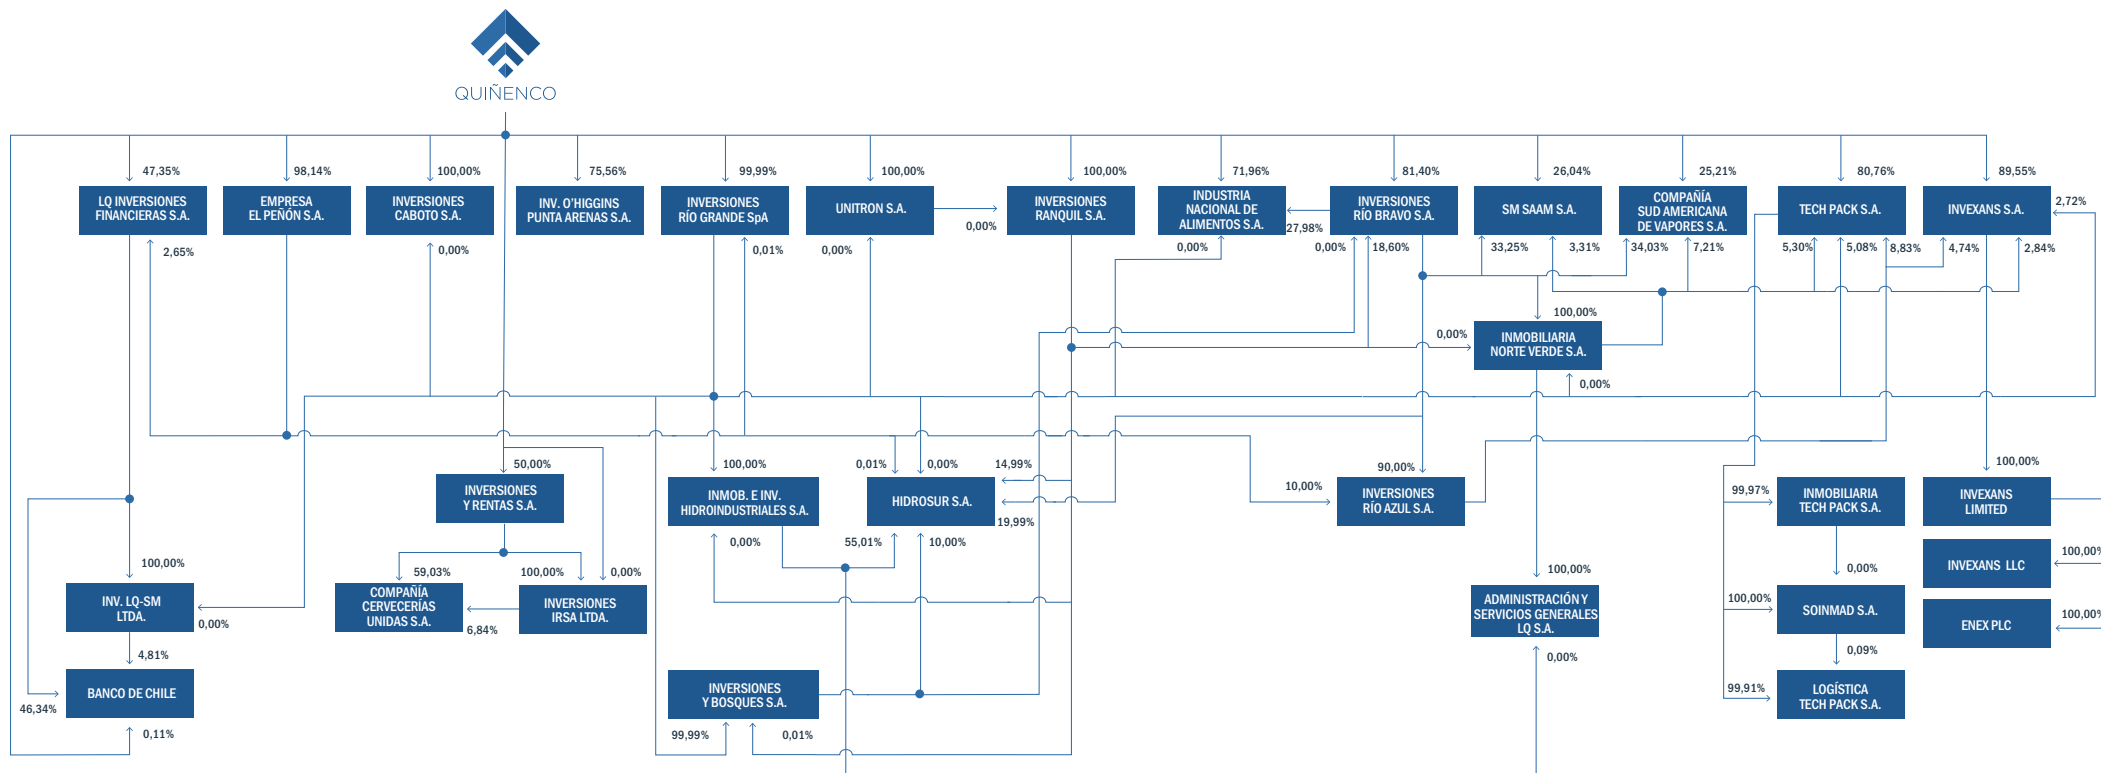 QUIÑENCO
47,35%
98,14%
100,00%
75,56%
99,99%
100,00%
100,00%
71,96%
81,40%
26,04%
25,21%
80,76%
89,55%
LQ INVERSIONES
FINANCIERAS S.A.
EMPRESA
EL PEÑÓN S.A.
INVERSIONES
CABOTO S.A.
INV. O'HIGGINS
PUNTA ARENAS S.A.
INVERSIONES
RÍO GRANDE SpA
UNITRON S.A.
INVERSIONES
RANQUIL S.A.
INDUSTRIA
NACIONAL DE
ALIMENTOS S.A.
INVERSIONES
RÍO BRAVO S.A.
SM SAAM S.A.
COMPAÑÍA
SUD AMERICANA
DE VAPORES S.A.
TECH PACK S.A.
INVEXANS S.A.
2,72%
0,00%
27,98%
2,65%
0,00%
0,01%
0,00%
0,00%
0,00%
18,60%
33,25%
3,31%
34,03%
7,21%
5,30%
5,08%
8,83%
4,74%
2,84%
100,00%
0,00%
INMOBILIARIA
NORTE VERDE S.A.
0,00%
50,00%
100,00%
0,01%
0,00%
14,99%
90,00%
100,00%
INVERSIONES
Y RENTAS S.A.
INMOB. E INV.
HIDROINDUSTRIALES S.A.
HIDROSUR S.A.
10,00%
INVERSIONES
RÍO AZUL S.A.
99,97%
INMOBILIARIA
TECH PACK S.A.
INVEXANS
LIMITED
19,99%
0,00%
55,01%
10,00%
100,00%
59,03%
100,00%
0,00%
100,00%
0,00%
100,00%
INVEXANS LLC
INV. LQ-SM
LTDA.
0,00%
COMPAÑÍA
CERVECERÍAS
UNIDAS S.A.
6,84%
INVERSIONES
IRSA LTDA.
ADMINISTRACIÓN Y
SERVICIOS GENERALES
LQ S.A.
100,00%
SOINMAD S.A.
ENEX PLC
100,00%
4,81%
0,00%
0,09%
BANCO DE CHILE
46,34%
INVERSIONES
Y BOSQUES S.A.
99,91%
LOGÍSTICA
TECH PACK S.A.
0,11%
99,99%
0,01%